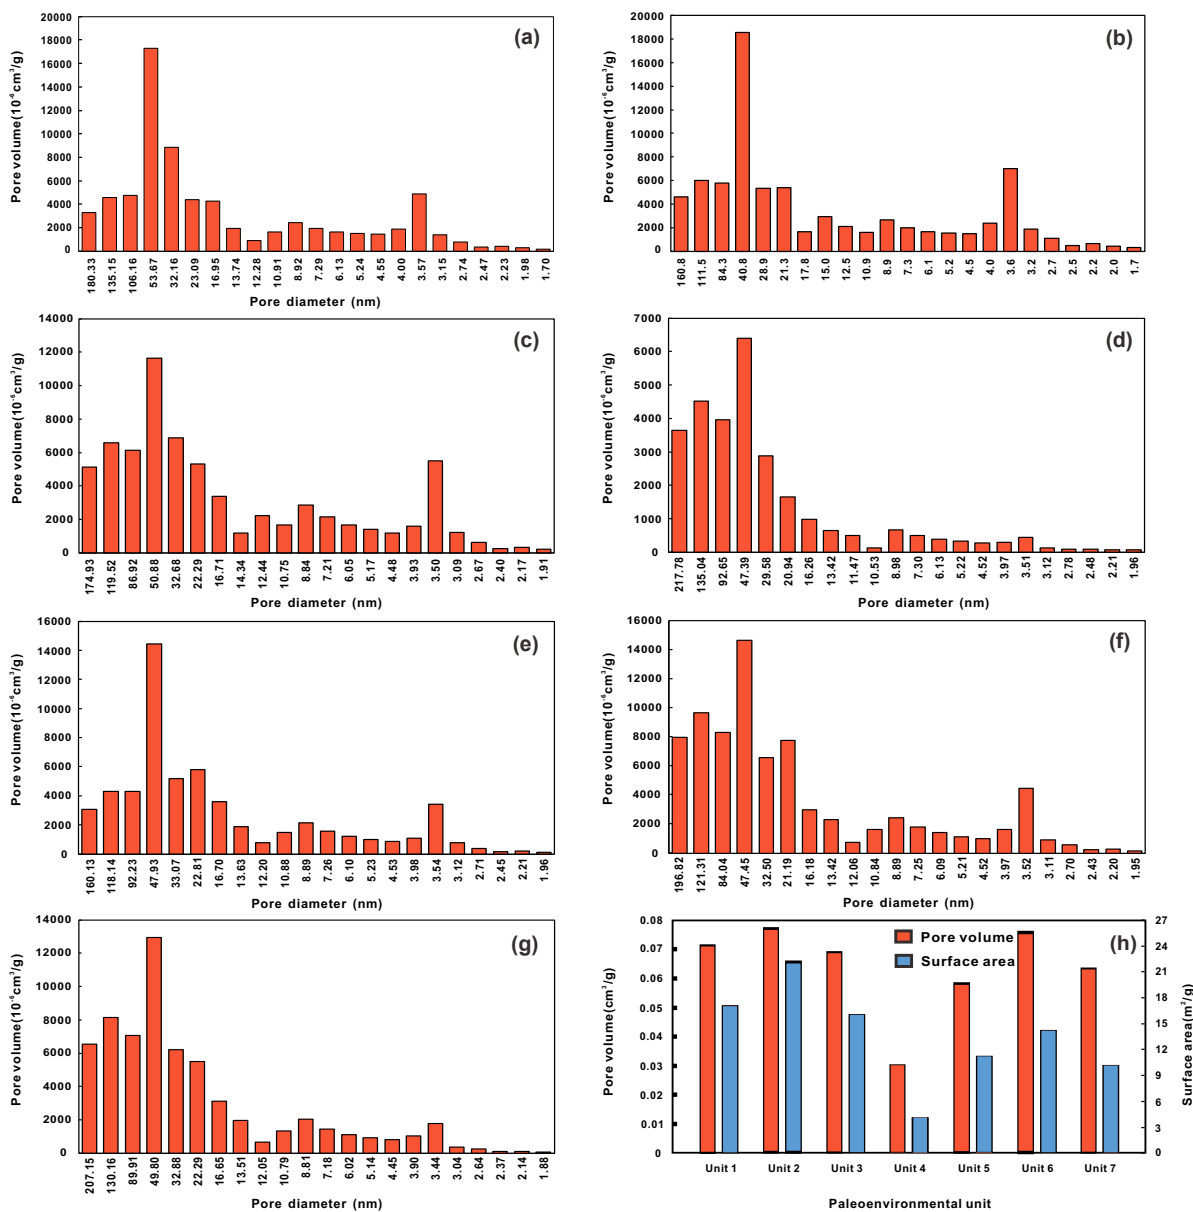 (a)
Pore volume(10⁻⁶cm³/g)
20000
18000
16000
14000
12000
10000
8000
6000
4000
2000
0
180.33 135.15 106.16 53.67 32.16 23.09 16.95 13.74 12.28 10.91 8.92 7.29 6.13 5.24 4.55 4.00 3.57 3.15 2.74 2.47 2.23 1.98 1.70
Pore diameter (nm)
(b)
Pore volume(10⁻⁶cm³/g)
20000
18000
16000
14000
12000
10000
8000
6000
4000
2000
0
160.8 111.5 84.3 40.8 28.9 21.3 17.8 15.0 12.5 10.9 8.9 7.3 6.1 5.2 4.5 4.0 3.6 3.2 2.7 2.5 2.2 2.0 1.7
Pore diameter (nm)
(c)
Pore volume(10⁻⁶cm³/g)
14000
12000
10000
8000
6000
4000
2000
0
174.93 119.52 86.92 50.88 32.68 22.29 16.71 14.34 12.44 10.75 8.84 7.21 6.05 5.17 4.48 3.93 3.50 3.09 2.67 2.40 2.17 1.91
Pore diameter (nm)
(d)
Pore volume(10⁻⁶cm³/g)
7000
6000
5000
4000
3000
2000
1000
0
217.78 135.04 92.65 47.39 29.58 20.94 16.26 13.42 11.47 10.53 8.98 7.30 6.13 5.22 4.52 3.97 3.51 3.12 2.78 2.48 2.21 1.96
Pore diameter (nm)
(e)
Pore volume(10⁻⁶cm³/g)
16000
14000
12000
10000
8000
6000
4000
2000
0
160.13 118.14 92.23 47.93 33.07 22.81 16.70 13.63 12.20 10.88 8.89 7.26 6.10 5.23 4.53 3.98 3.54 3.12 2.71 2.45 2.21 1.96
Pore diameter (nm)
(f)
Pore volume(10⁻⁶cm³/g)
16000
14000
12000
10000
8000
6000
4000
2000
0
196.82 121.31 84.04 47.45 32.50 21.19 16.18 13.42 12.06 10.84 8.89 7.25 6.09 5.21 4.52 3.97 3.52 3.11 2.70 2.43 2.20 1.95
Pore diameter (nm)
(g)
Pore volume(10⁻⁶cm³/g)
14000
12000
10000
8000
6000
4000
2000
0
207.15 130.16 89.91 49.80 32.88 22.29 16.65 13.51 12.05 10.79 8.81 7.18 6.02 5.14 4.45 3.90 3.44 3.04 2.64 2.37 2.14 1.88
Pore diameter (nm)
(h)
Pore volume
Surface area
Pore volume(cm³/g)
0.08
0.07
0.06
0.05
0.04
0.03
0.02
0.01
0
Surface area(m²/g)
27
24
21
18
15
12
9
6
3
0
Unit 1 Unit 2 Unit 3 Unit 4 Unit 5 Unit 6 Unit 7
Paleoenvironmental unit